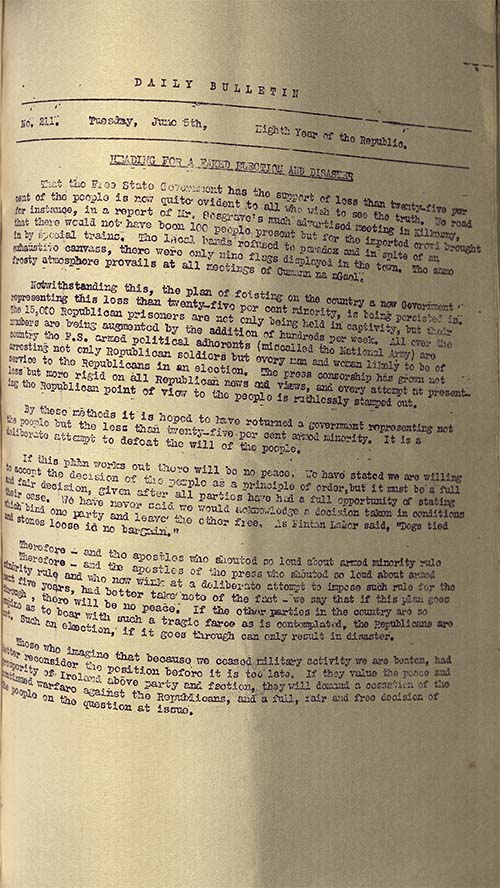 DAILY BULLETIN
No. 211. Tuesday, June 5th, Eighth Year of the Republic.
HEADING FOR A FAKED ELECTION AND DISASTER
That the Free State Government has the support of less than twenty-five per
cent of the people is now quite evident to all who wish to see the truth. We read
for instance, in a report of Mr. Cosgrave's much advertised meeting in Kilkenny,
that there would not have been 100 people present but for the imported crowd brought
in by special trains. The local bands refused to parade and in spite of an
exhaustive canvass, there were only nine flags displayed in the town. The same
frosty atmosphere prevails at all meetings of Cumann na nGael.
Notwithstanding this, the plan of foisting on the country a new Government
representing this less than twenty-five per cent minority, is being persisted in.
The 15,000 Republican prisoners are not only being held in captivity, but their
numbers are being augmented by the addition of hundreds per week. All over the
country the F.S. armed political adherents (miscalled the National Army) are
arresting not only Republican soldiers but every man and woman likely to be of
service to the Republicans in an election. The press censorship has grown not
less but more rigid on all Republican news and views, and every attempt at present-
ing the Republican point of view to the people is ruthlessly stamped out.
By these methods it is hoped to have returned a government representing not
the people but the less than twenty-five per cent armed minority. It is a
deliberate attempt to defeat the will of the people.
If this plan works out there will be no peace. We have stated we are willing
to accept the decision of the people as a principle of order, but it must be a full
and fair decision, given after all parties have had a full opportunity of stating
their case. We have never said we would acknowledge a decision taken in conditions
which bind one party and leave the other free. As Finton Lalor said, "Dogs tied
and stones loose is no bargain."
Therefore - and the apostles who shouted so loud about armed minority rule
Therefore - and the apostles of the press who shouted so loud about armed
minority rule and who now wink at a deliberate attempt to impose such rule for the
next five years, had better take note of the fact - we say that if this plan goes
through, there will be no peace. If the other parties in the country are so
supine as to bear with such a tragic farce as is contemplated, the Republicans are
not. Such an election, if it goes through can only result in disaster.
Those who imagine that because we ceased military activity we are beaten, had
better reconsider the position before it is too late. If they value the peace and
prosperity of Ireland above party and faction, they will demand a cessation of the
continued warfare against the Republicans, and a full, fair and free decision of
the people on the question at issue.